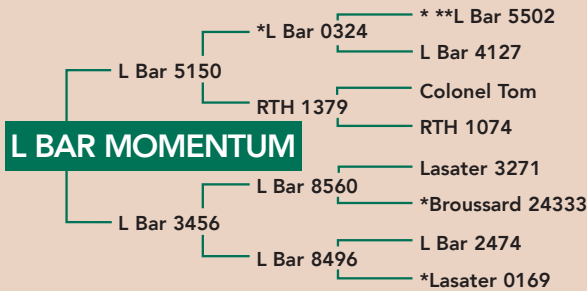 * **L Bar 5502
*L Bar 0324
L Bar 4127
L Bar 5150
Colonel Tom
RTH 1379
RTH 1074
L BAR MOMENTUM
Lasater 3271
L Bar 8560
*Broussard 24333
L Bar 3456
L Bar 2474
L Bar 8496
*Lasater 0169